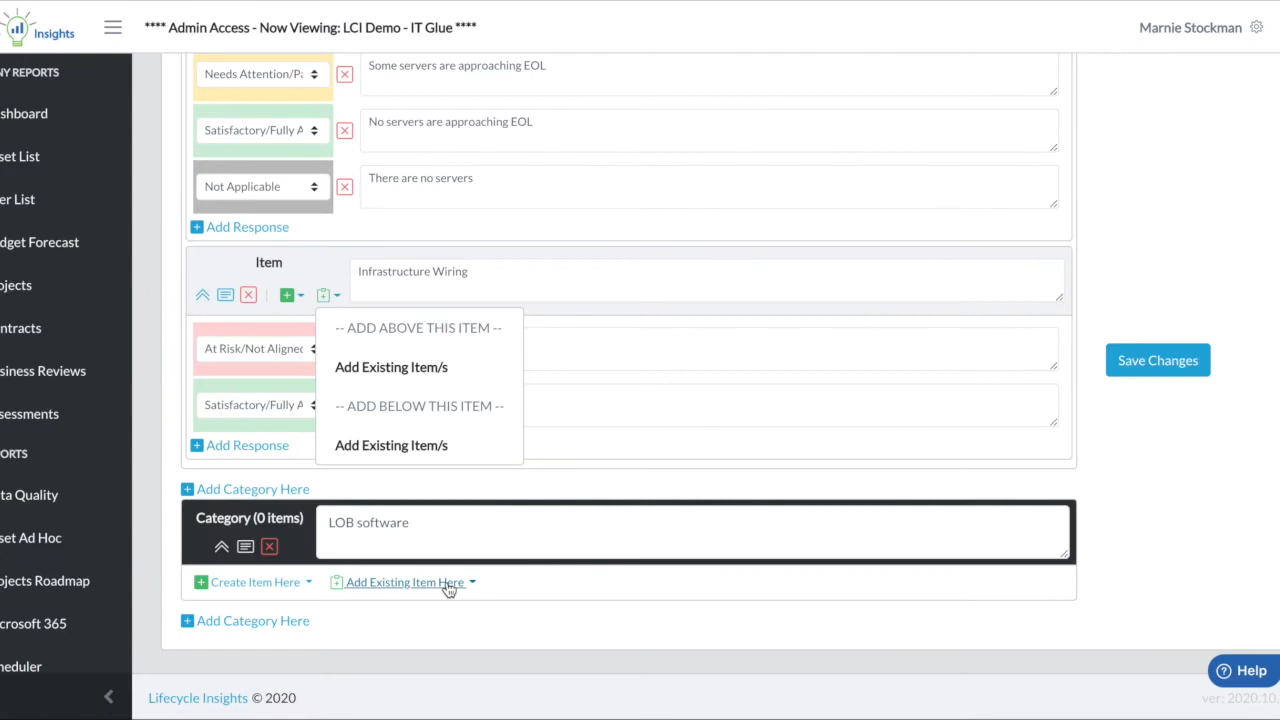 Insights
**** Admin Access - Now Viewing: LCI Demo - IT Glue ****
Marnie Stockman
NY REPORTS
shboard
set List
er List
dget Forecast
ojects
ntracts
siness Reviews
sessments
ORTS
ta Quality
set Ad Hoc
ojects Roadmap
crosoft 365
heduler
Needs Attention/Pa
Some servers are approaching EOL
Satisfactory/Fully A
No servers are approaching EOL
Not Applicable
There are no servers
Add Response
Item
Infrastructure Wiring
-- ADD ABOVE THIS ITEM --
At Risk/Not Aligned
Add Existing Item/s
Save Changes
-- ADD BELOW THIS ITEM --
Satisfactory/Fully A
Add Response
Add Existing Item/s
Add Category Here
Category (0 items)
LOB software
Create Item Here
Add Existing Item Here
Add Category Here
Help
Lifecycle Insights © 2020
ver: 2020.10.